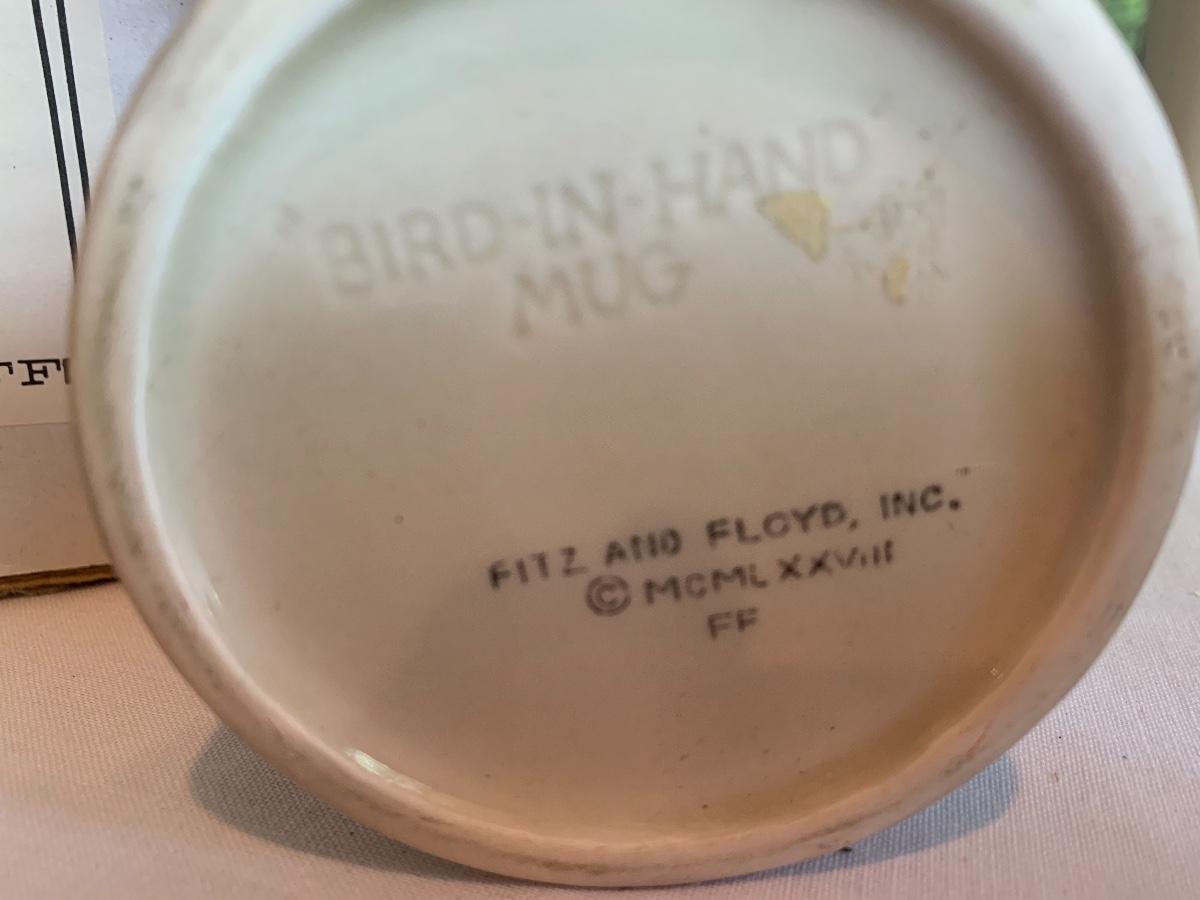 BIRD-IN-HAND
MUG
FITZ AND FLOYD, INC.
© MCMLXXVIII
FF